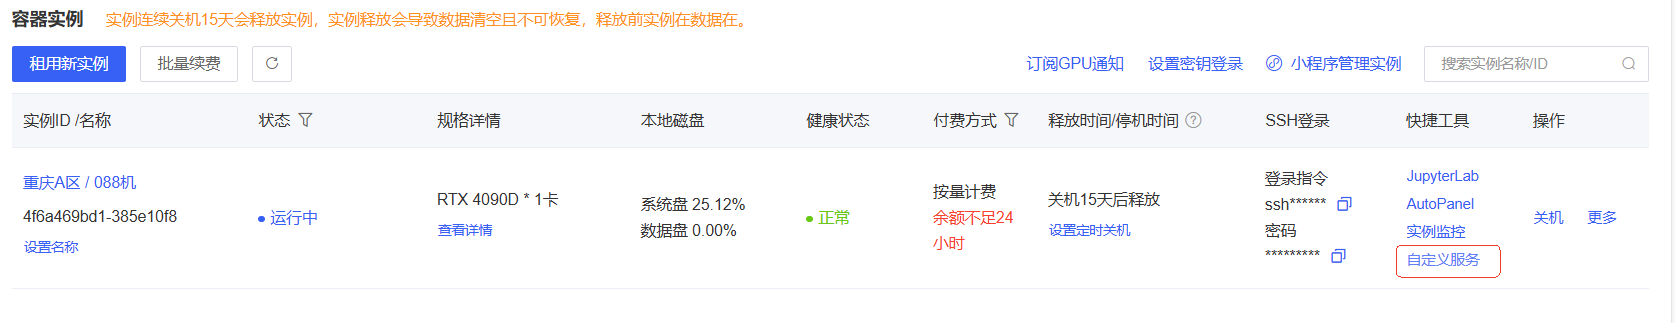 容器实例 实例连续关机15天会释放实例，实例释放会导致数据清空且不可恢复，释放前实例在数据在。
租用新实例 批量续费 订阅GPU通知 设置密钥登录 小程序管理实例 搜索实例名称/ID
实例ID /名称 状态 规格详情 本地磁盘 健康状态 付费方式 释放时间/停机时间 SSH登录 快捷工具 操作
重庆A区 / 088机
4f6a469bd1-385e10f8
设置名称
运行中
RTX 4090D * 1卡
查看详情
系统盘 25.12%
数据盘 0.00%
正常
按量计费
余额不足24
小时
关机15天后释放
设置定时关机
登录指令
ssh******
密码
*********
JupyterLab
AutoPanel
实例监控
自定义服务
关机 更多